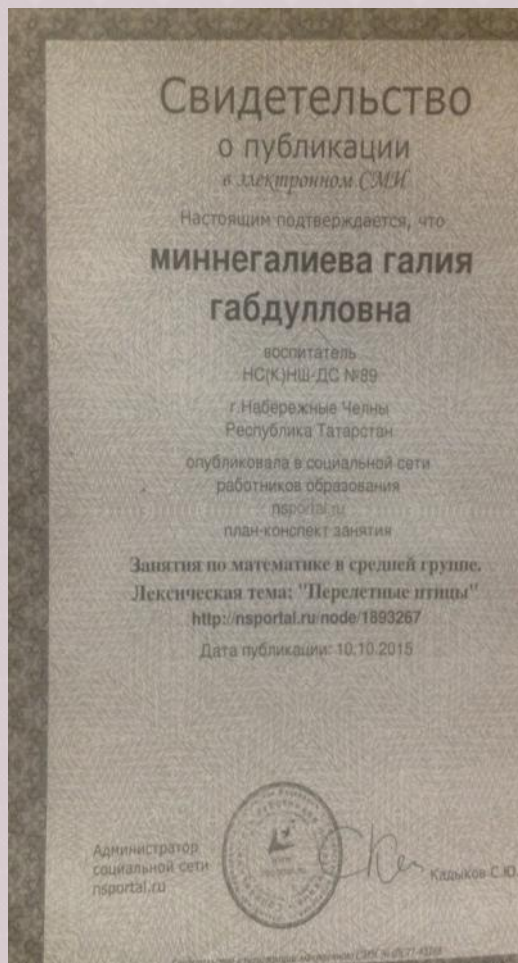 Свидетельство
о публикации
в электронном СМИ
Настоящим подтверждается, что
миннегалиева галия
габдулловна
воспитатель
НС(К)НШ-ДС №89
г.Набережные Челны
Республика Татарстан
опубликовала в социальной сети
работников образования
nsportal.ru
план-конспект занятия
Занятия по математике в средней группе.
Лексическая тема: "Перелетные птицы"
http://nsportal.ru/node/1893267
Дата публикации: 10.10.2015
Администратор
социальной сети
nsportal.ru
Кадыков С.Ю.